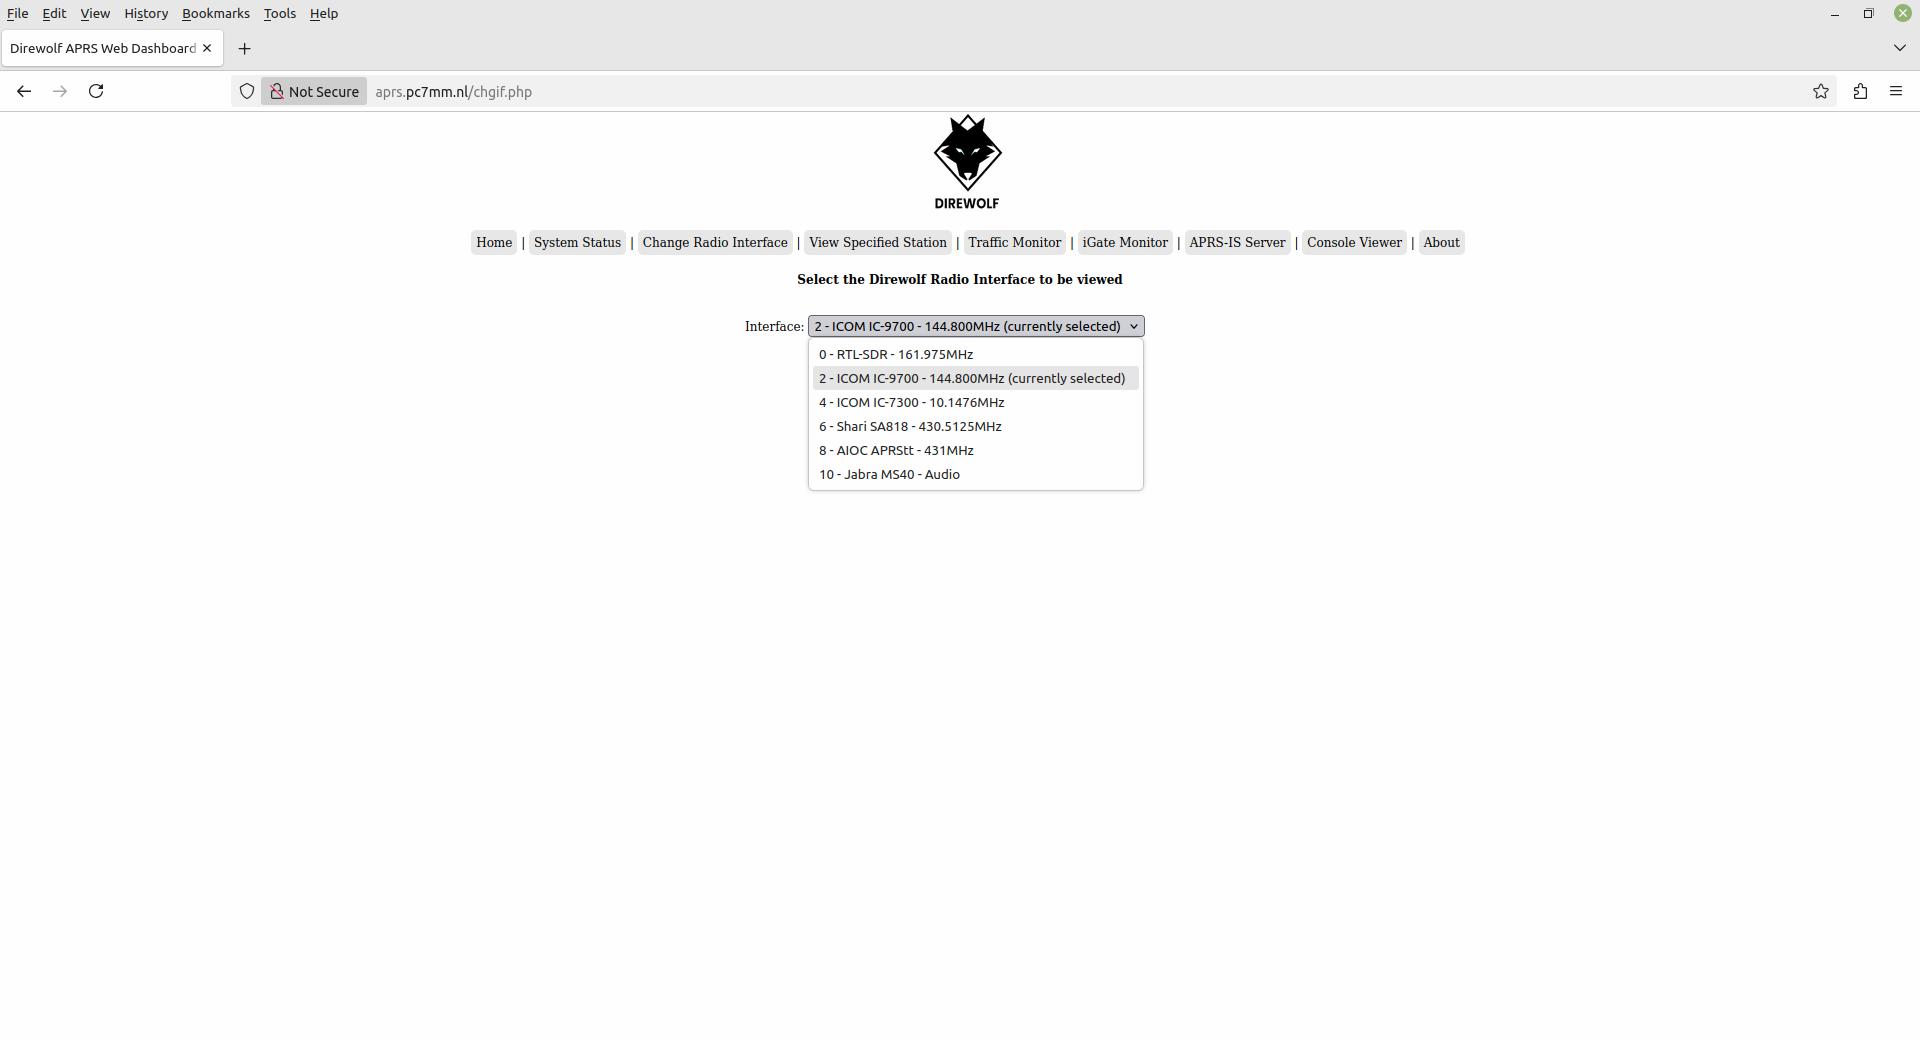 File Edit View History Bookmarks Tools Help
Direwolf APRS Web Dashboard
Not Secure aprs.pc7mm.nl/chgif.php
DIREWOLF
Home | System Status | Change Radio Interface | View Specified Station | Traffic Monitor | iGate Monitor | APRS-IS Server | Console Viewer | About
Select the Direwolf Radio Interface to be viewed
Interface: 2 - ICOM IC-9700 - 144.800MHz (currently selected)
0 - RTL-SDR - 161.975MHz
2 - ICOM IC-9700 - 144.800MHz (currently selected)
4 - ICOM IC-7300 - 10.1476MHz
6 - Shari SA818 - 430.5125MHz
8 - AIOC APRStt - 431MHz
10 - Jabra MS40 - Audio